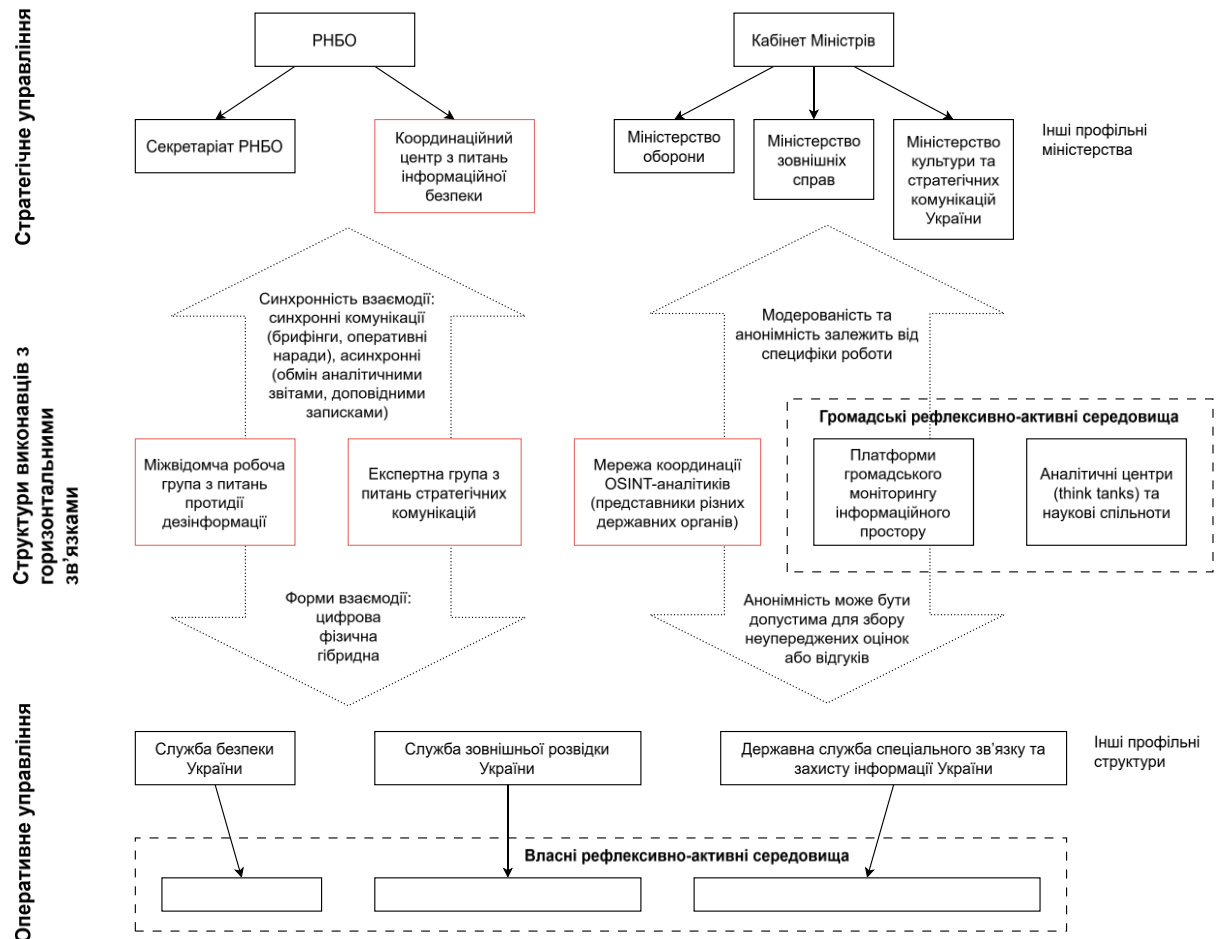 Стратегічне управління
РНБО
Кабінет Міністрів
Секретаріат РНБО
Координаційний
центр з питань
інформаційної
безпеки
Міністерство
оборони
Міністерство
зовнішніх
справ
Міністерство
культури та
стратегічних
комунікацій
України
Інші профільні
міністерства
Структури виконавців з
горизонтальними
зв’язками
Синхронність взаємодії:
синхронні комунікації
(брифінги, оперативні
наради), асинхронні
(обмін аналітичними
звітами, доповідними
записками)
Модерованість та
анонімність залежить від
специфіки роботи
Міжвідомча робоча
група з питань
протидії
дезінформації
Експертна група з
питань стратегічних
комунікацій
Мережа координації
OSINT-аналітиків
(представники різних
державних органів)
Громадські рефлексивно-активні середовища
Платформи
громадського
моніторингу
інформаційного
простору
Аналітичні центри
(think tanks) та
наукові спільноти
Форми взаємодії:
цифрова
фізична
гібридна
Анонімність може бути
допустима для збору
неупереджених оцінок
або відгуків
Оперативне управління
Служба безпеки
України
Служба зовнішньої розвідки
України
Державна служба спеціального зв’язку та
захисту інформації України
Інші профільні
структури
Власні рефлексивно-активні середовища